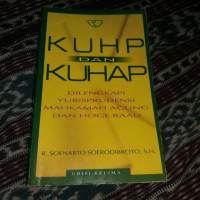 KUHP
DAN
KUHAP
DILENGKAPI
YURISPRUDENSI
MAHKAMAH AGUNG
DAN HOGE RAAD
R. SOENARTO SOERODIBROTO, S.H.
EDISI KELIMA